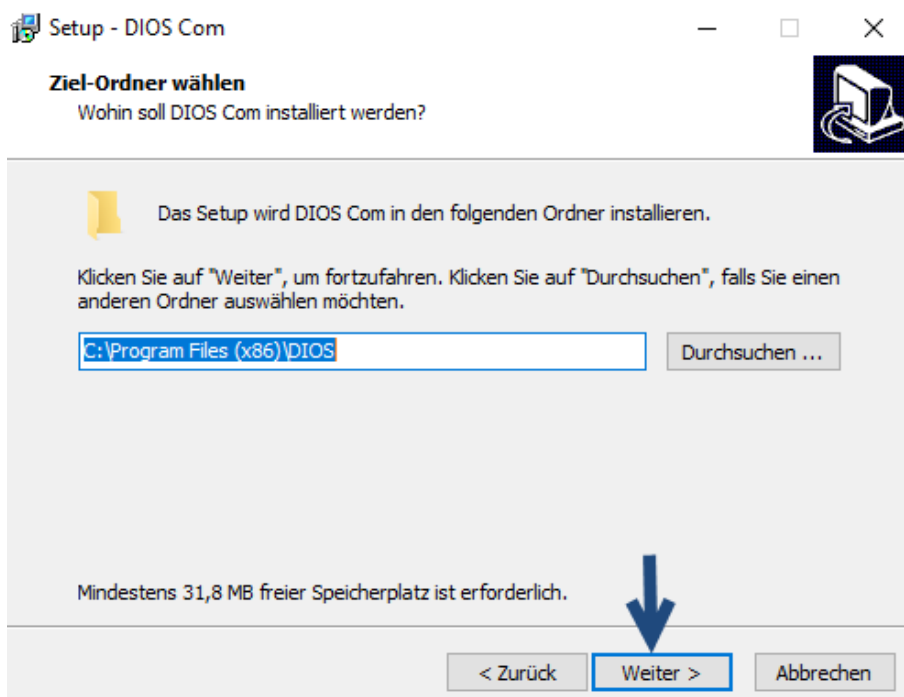 Setup - DIOS Com
Ziel-Ordner wählen
Wohin soll DIOS Com installiert werden?
Das Setup wird DIOS Com in den folgenden Ordner installieren.
Klicken Sie auf "Weiter", um fortzufahren. Klicken Sie auf "Durchsuchen", falls Sie einen
anderen Ordner auswählen möchten.
C:\Program Files (x86)\DIOS
Durchsuchen ...
Mindestens 31,8 MB freier Speicherplatz ist erforderlich.
< Zurück
Weiter >
Abbrechen